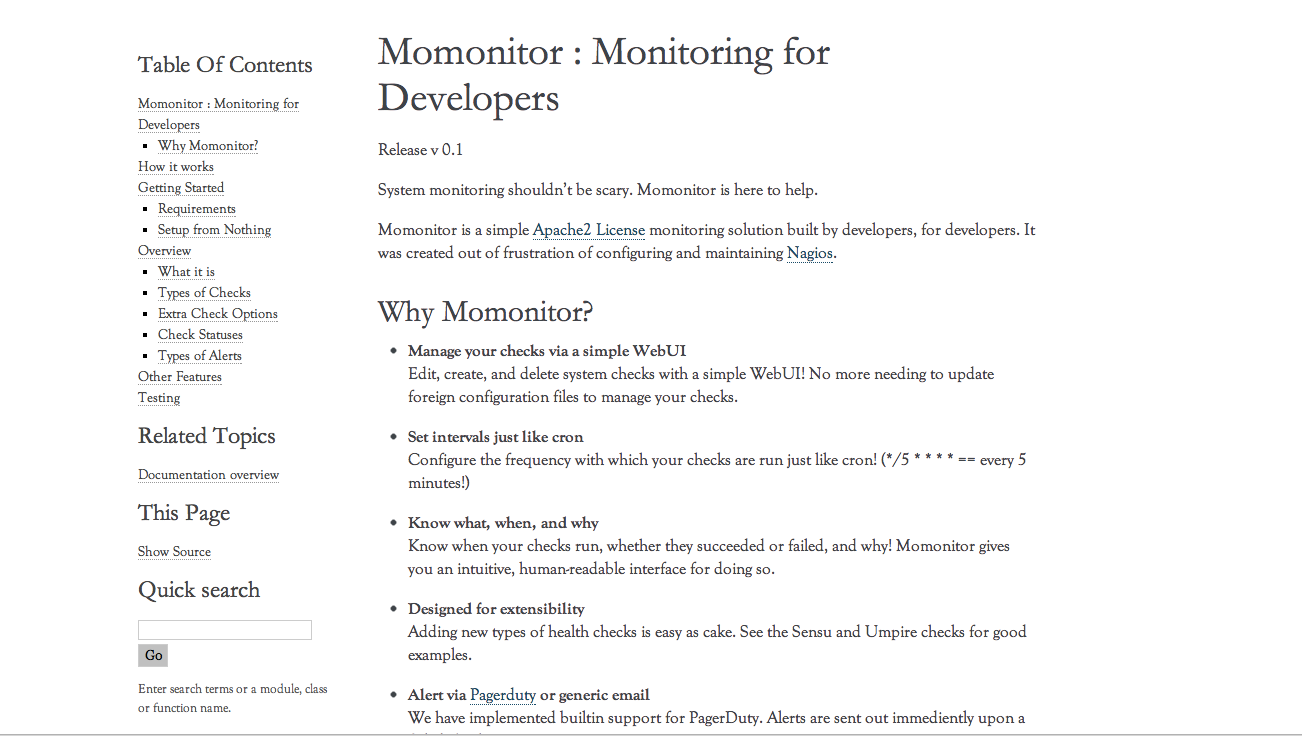 Table Of Contents
Momonitor : Monitoring for
Developers
Why Momonitor?
How it works
Getting Started
Requirements
Setup from Nothing
Overview
What it is
Types of Checks
Extra Check Options
Check Statuses
Types of Alerts
Other Features
Testing
Related Topics
Documentation overview
This Page
Show Source
Quick search
Go
Enter search terms or a module, class
or function name.
Momonitor : Monitoring for
Developers
Release v 0.1
System monitoring shouldn't be scary. Momonitor is here to help.
Momonitor is a simple Apache2 License monitoring solution built by developers, for developers. It
was created out of frustration of configuring and maintaining Nagios.
Why Momonitor?
• Manage your checks via a simple WebUI
Edit, create, and delete system checks with a simple WebUI! No more needing to update
foreign configuration files to manage your checks.
• Set intervals just like cron
Configure the frequency with which your checks are run just like cron! (*/5 * * * * == every 5
minutes!)
• Know what, when, and why
Know when your checks run, whether they succeeded or failed, and why! Momonitor gives
you an intuitive, human-readable interface for doing so.
• Designed for extensibility
Adding new types of health checks is easy as cake. See the Sensu and Umpire checks for good
examples.
• Alert via Pagerduty or generic email
We have implemented builtin support for PagerDuty. Alerts are sent out immediently upon a